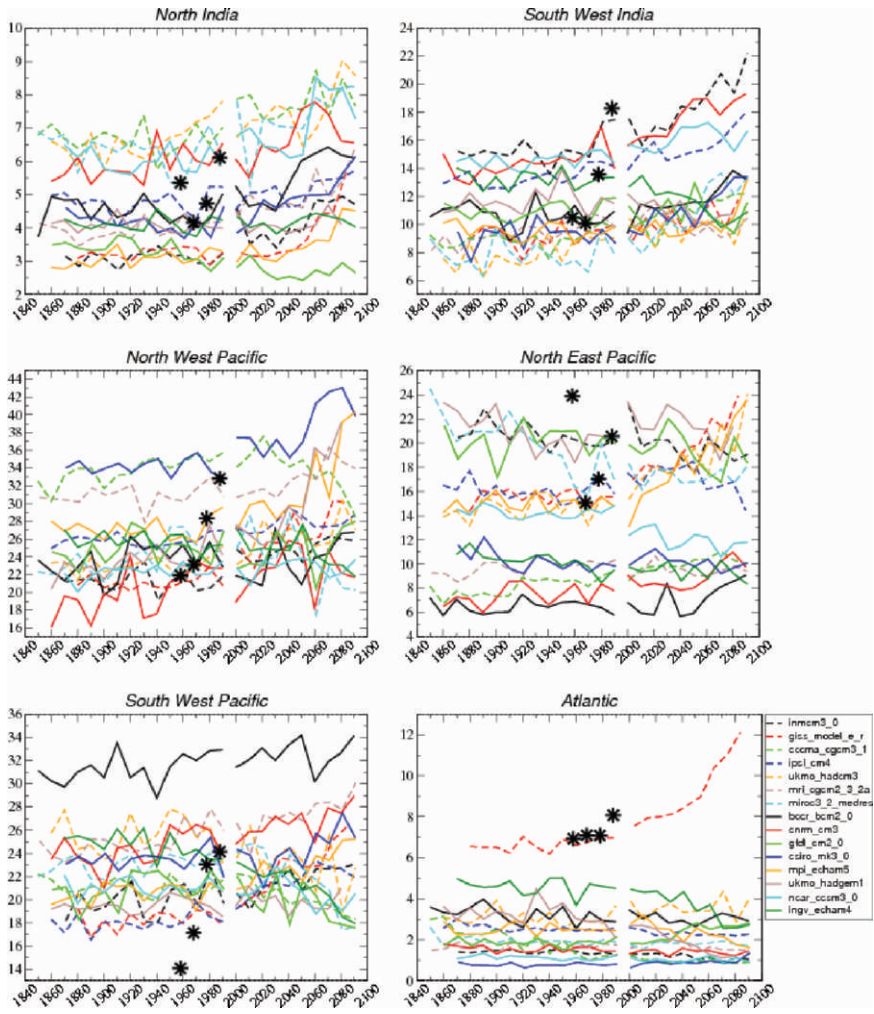 North India
10
9
8
7
6
5
4
3
2
1840 1860 1880 1900 1920 1940 1960 1980 2000 2020 2040 2060 2080 2100
South West India
24
22
20
18
16
14
12
10
8
6
1840 1860 1880 1900 1920 1940 1960 1980 2000 2020 2040 2060 2080 2100
North West Pacific
44
42
40
38
36
34
32
30
28
26
24
22
20
18
16
1840 1860 1880 1900 1920 1940 1960 1980 2000 2020 2040 2060 2080 2100
North East Pacific
26
24
22
20
18
16
14
12
10
8
6
4
1840 1860 1880 1900 1920 1940 1960 1980 2000 2020 2040 2060 2080 2100
South West Pacific
36
34
32
30
28
26
24
22
20
18
16
14
1840 1860 1880 1900 1920 1940 1960 1980 2000 2020 2040 2060 2080 2100
Atlantic
12
10
8
6
4
2
0
1840 1860 1880 1900 1920 1940 1960 1980 2000 2020 2040 2060 2080 2100
inmcm3_0
giss_model_e_r
cccma_cgcm3_1
ipsl_cm4
ukmo_hadcm3
mri_cgcm2_3_2a
miroc3_2_medres
bccr_bcm2_0
cnrm_cm3
gfdl_cm2_0
csiro_mk3_0
mpi_echam5
ukmo_hadgem1
ncar_ccsm3_0
ingv_echam4